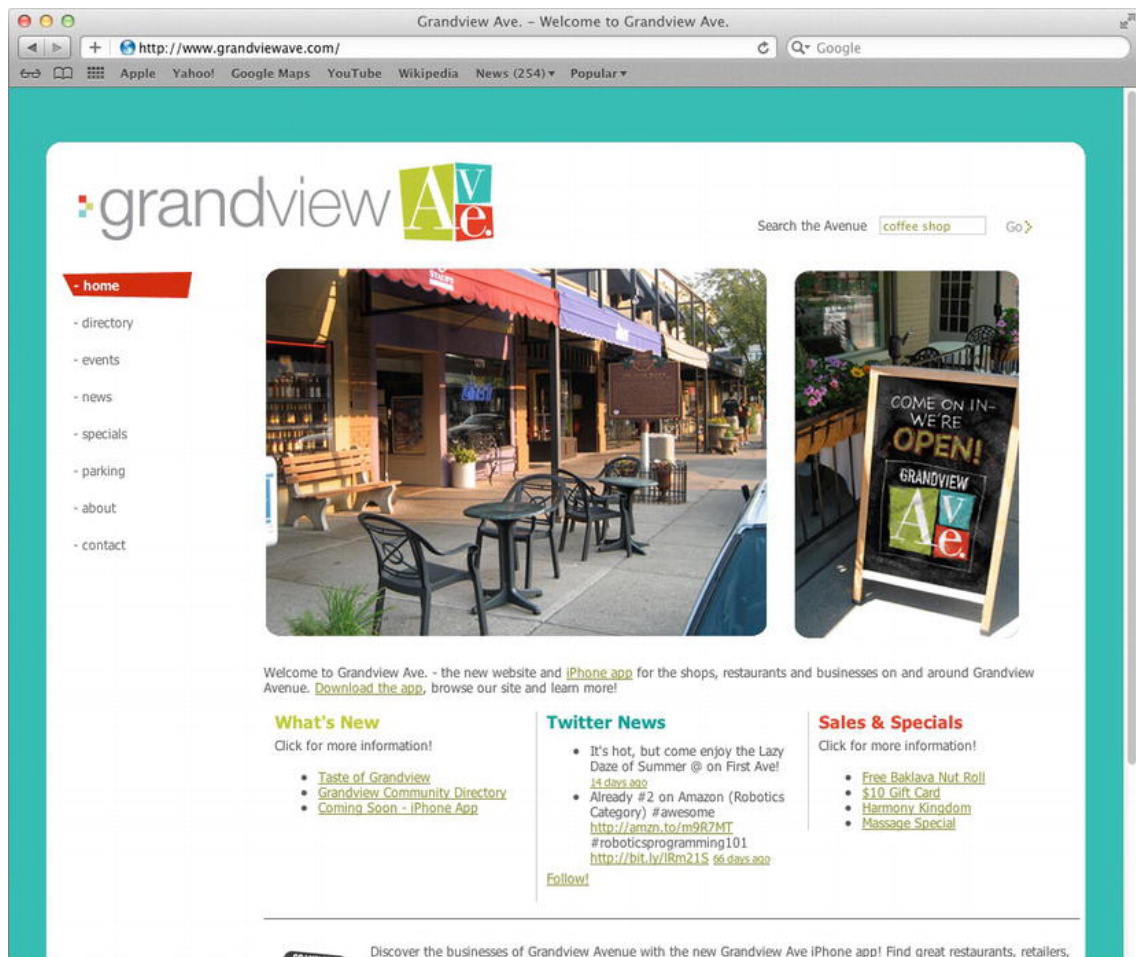 Grandview Ave. – Welcome to Grandview Ave.
http://www.grandviewave.com/
Google
Apple Yahoo! Google Maps YouTube Wikipedia News (254) Popular
grandview Ave.
Search the Avenue coffee shop Go
- home
- directory
- events
- news
- specials
- parking
- about
- contact
COME ON IN-
WE'RE
OPEN!
GRANDVIEW
Ave.
Welcome to Grandview Ave. - the new website and iPhone app for the shops, restaurants and businesses on and around Grandview
Avenue. Download the app, browse our site and learn more!
What's New
Click for more information!
Taste of Grandview
Grandview Community Directory
Coming Soon - iPhone App
Twitter News
It's hot, but come enjoy the Lazy
Daze of Summer @ on First Ave!
14 days ago
Already #2 on Amazon (Robotics
Category) #awesome
http://amzn.to/m9R7MT
#roboticsprogramming101
http://bit.ly/lRm21S 66 days ago
Follow!
Sales & Specials
Click for more information!
Free Baklava Nut Roll
$10 Gift Card
Harmony Kingdom
Massage Special
Discover the businesses of Grandview Avenue with the new Grandview Ave iPhone app! Find great restaurants, retailers,